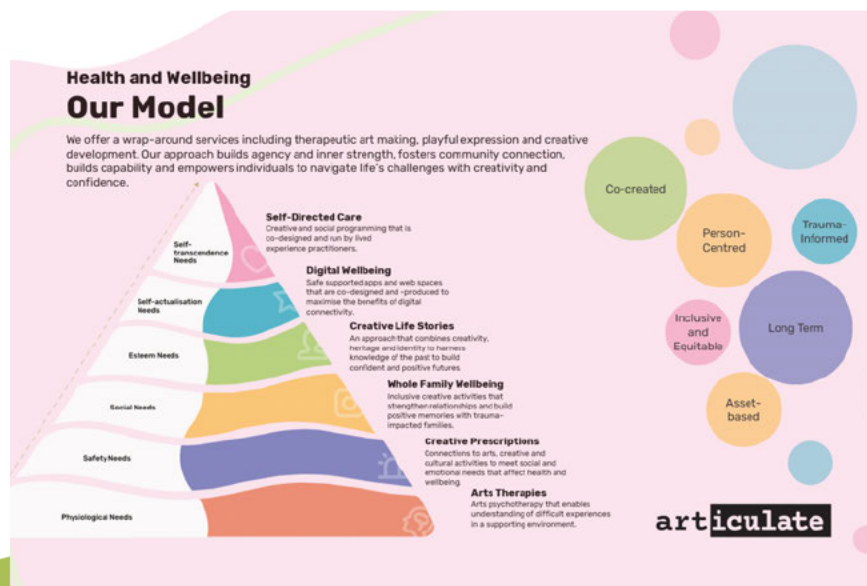 Health and Wellbeing
Our Model
We offer a wrap-around services including therapeutic art making, playful expression and creative
development. Our approach builds agency and inner strength, fosters community connection,
builds capability and empowers individuals to navigate life's challenges with creativity and
confidence.
Self-
transcendence
Needs
Self-Directed Care
Creative and social programming that is
co-designed and run by lived
experience practitioners.
Self-actualisation
Needs
Digital Wellbeing
Safe supported apps and web spaces
that are co-designed and -produced to
maximise the benefits of digital
connectivity.
Esteem Needs
Creative Life Stories
An approach that combines creativity,
heritage and identity to harness
knowledge of the past to build
confident and positive futures
Social Needs
Whole Family Wellbeing
Inclusive creative activities that
strengthen relationships and build
positive memories with trauma-
impacted families.
Safety Needs
Creative Prescriptions
Connections to arts, creative and
cultural activities to meet social and
emotional needs that affect health and
wellbeing.
Physiological Needs
Arts Therapies
Arts psychotherapy that enables
understanding of difficult experiences
in a supporting environment.
Co-created
Person-
Centred
Trauma-
Informed
Inclusive
and
Equitable
Long Term
Asset-
based
articulate